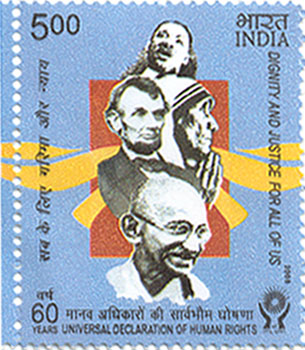 5.00
भारत
INDIA
सब के लिए गरिमा और न्याय
DIGNITY AND JUSTICE FOR ALL OF US
वर्ष
60 मानव अधिकारों की सार्वभौम घोषणा
YEARS UNIVERSAL DECLARATION OF HUMAN RIGHTS
2008